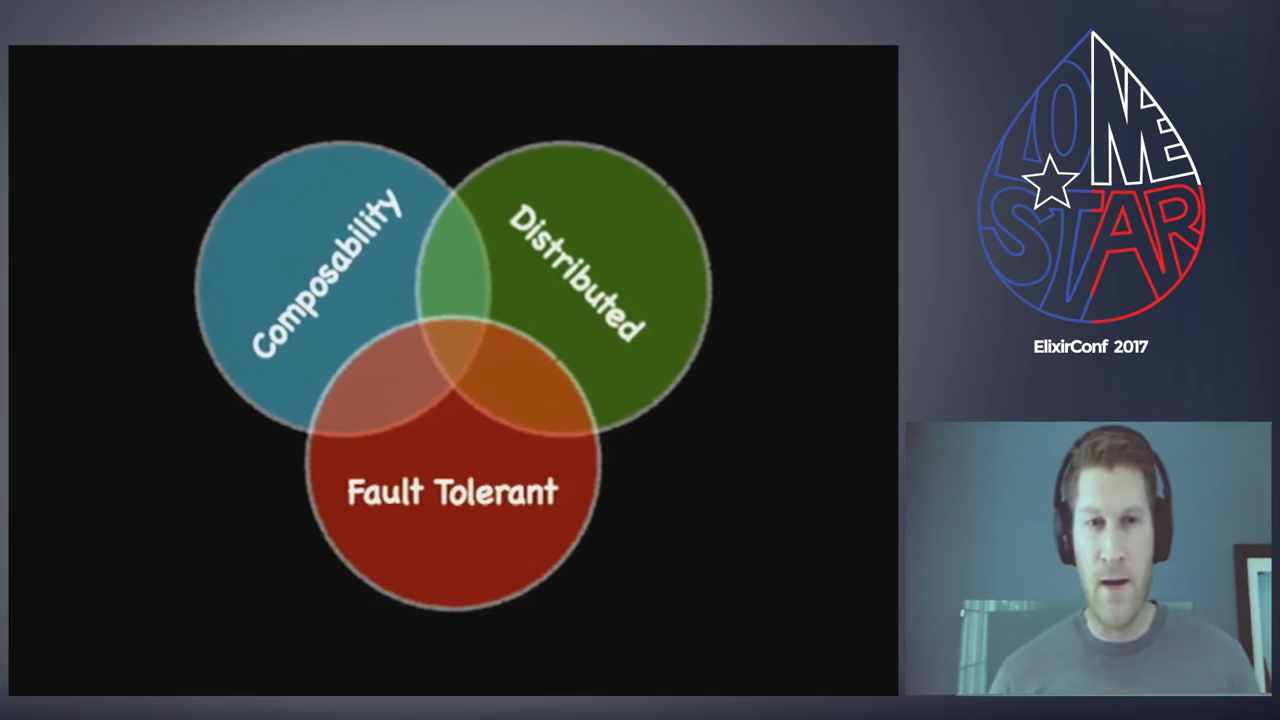 Composability
Distributed
Fault Tolerant
LONE
STAR
ElixirConf 2017